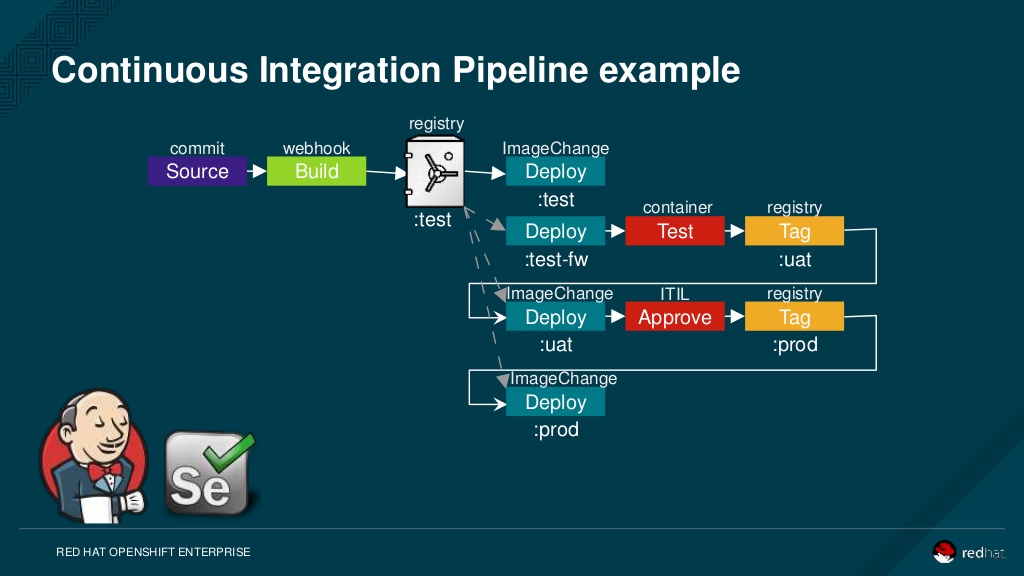 Continuous Integration Pipeline example
registry
commit
webhook
ImageChange
Source
Build
Deploy
:test
:test
container
registry
Deploy
Test
Tag
:test-fw
:uat
ImageChange
ITIL
registry
Deploy
Approve
Tag
:uat
:prod
ImageChange
Deploy
:prod
Se
RED HAT OPENSHIFT ENTERPRISE
redhat